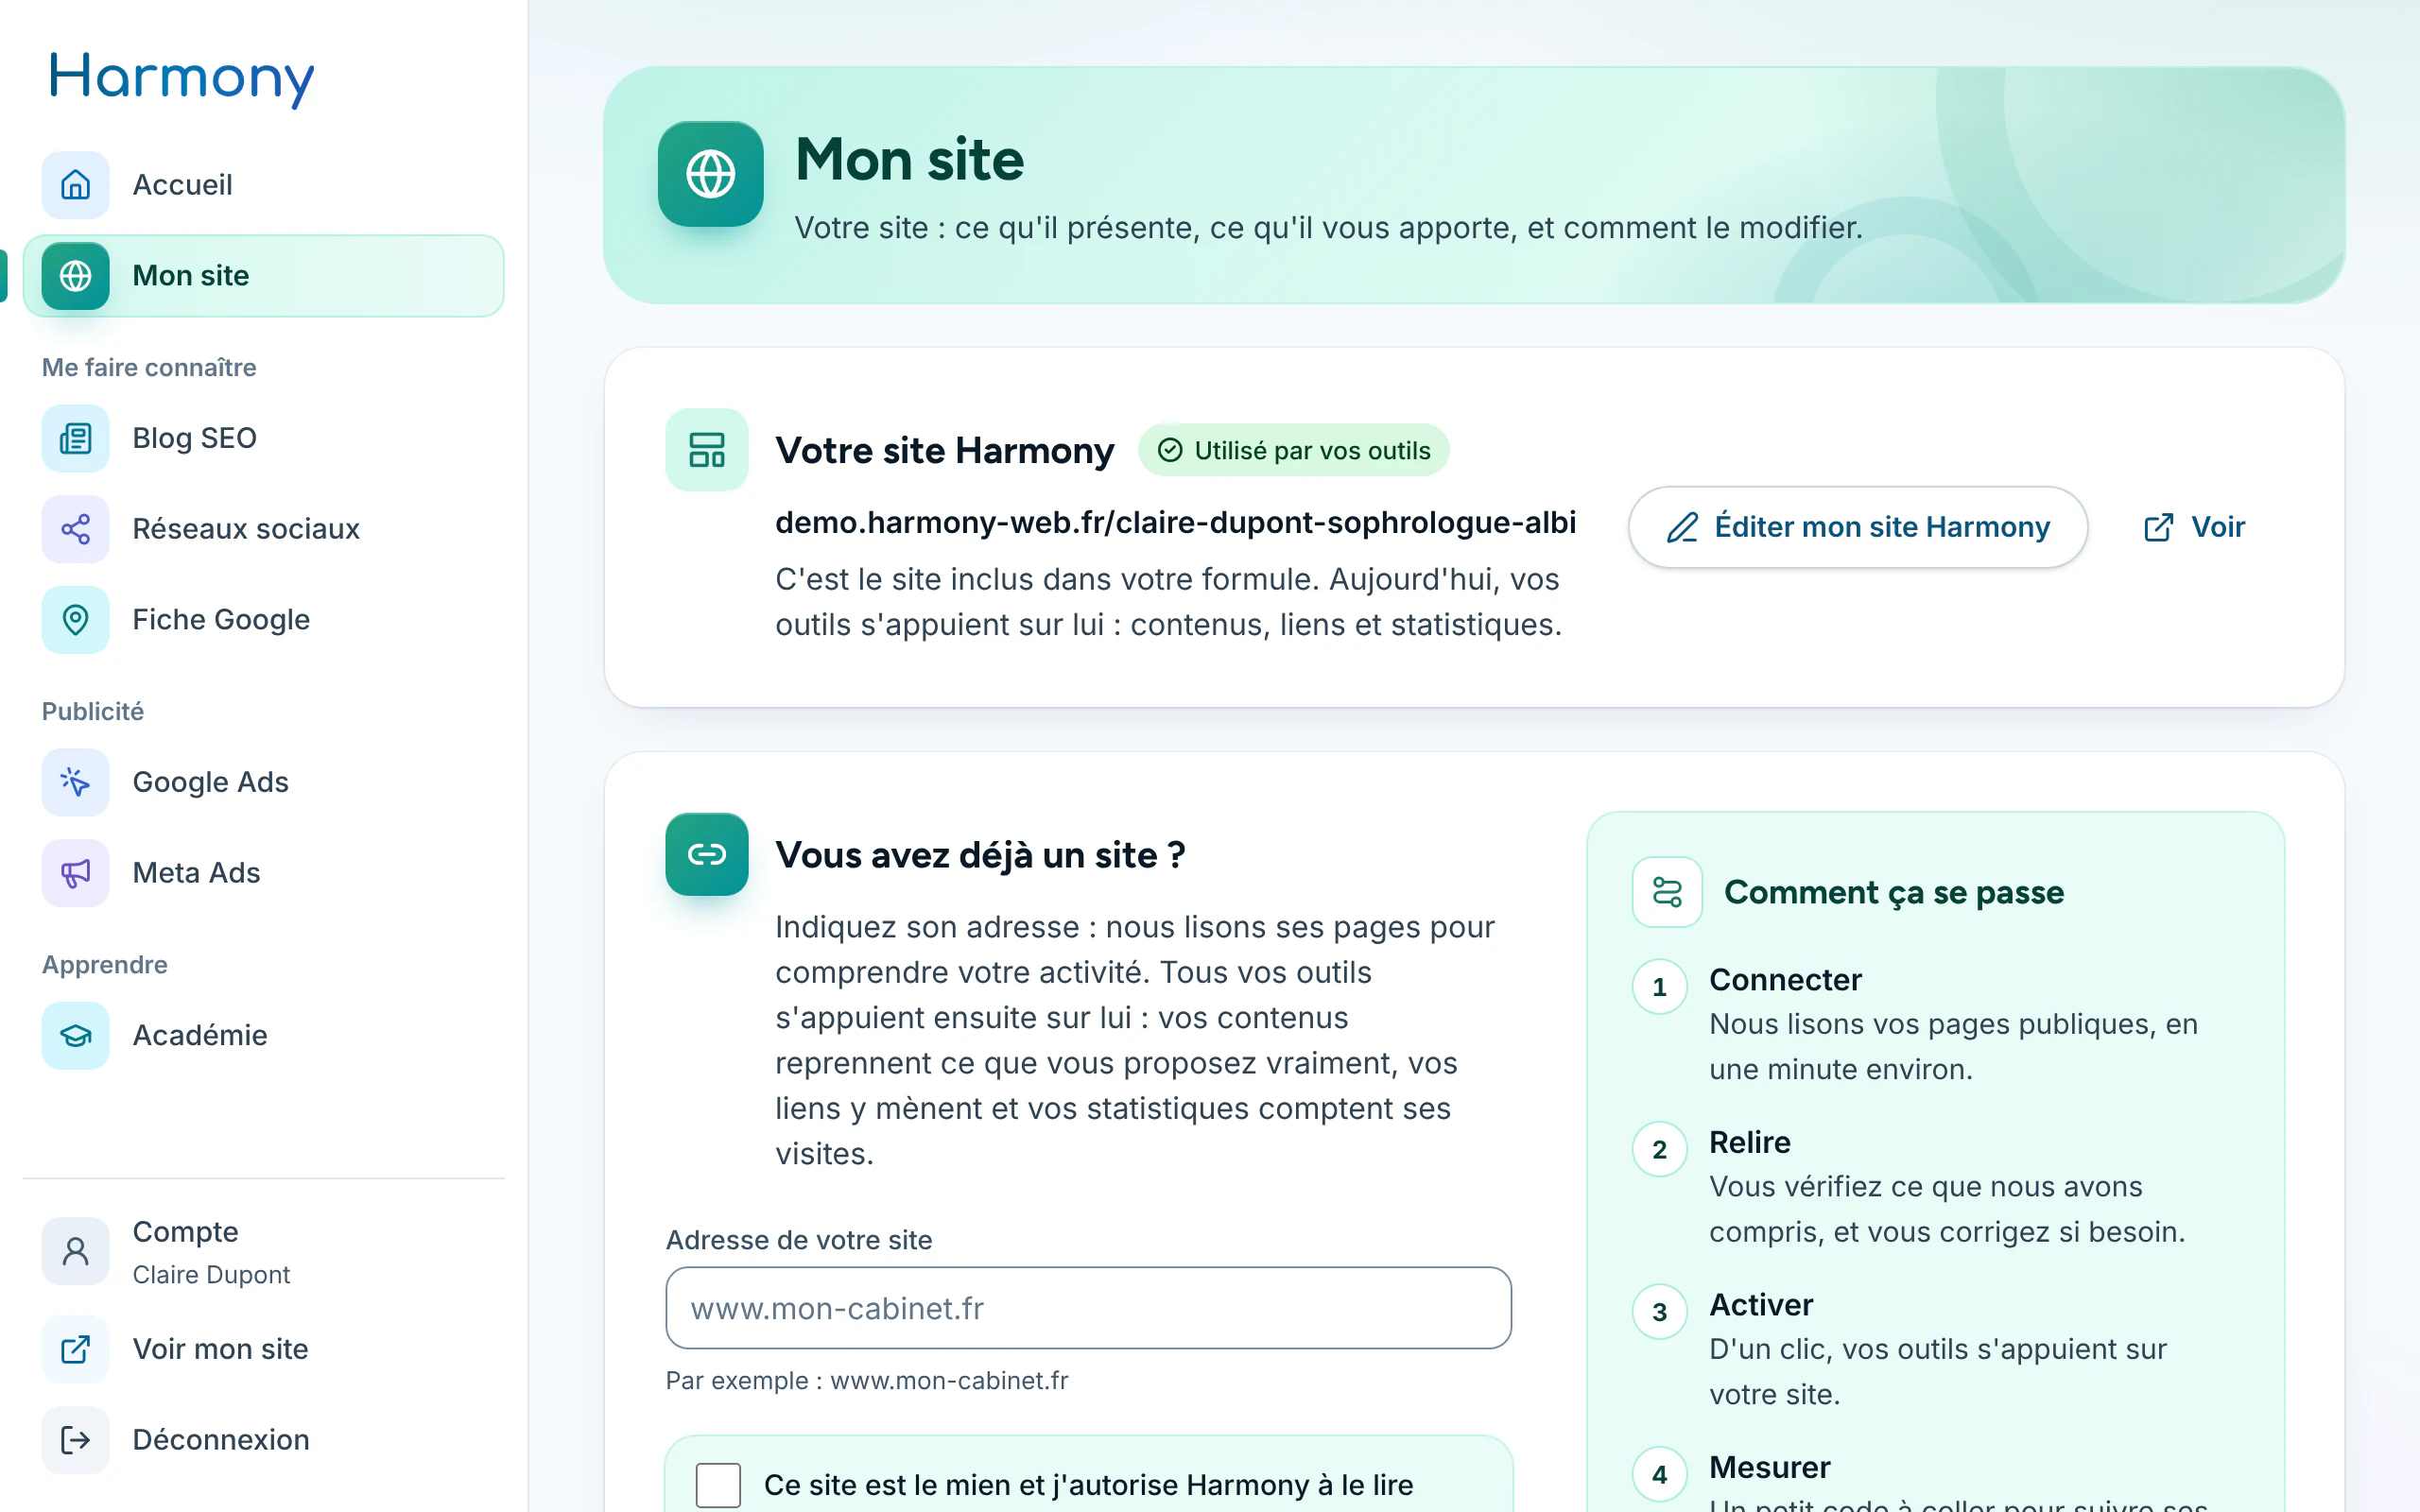 Harmony
Accueil
Mon site
Me faire connaître
Blog SEO
Réseaux sociaux
Fiche Google
Publicité
Google Ads
Meta Ads
Apprendre
Académie
Compte
Claire Dupont
Voir mon site
Déconnexion
Mon site
Votre site : ce qu'il présente, ce qu'il vous apporte, et comment le modifier.
Votre site Harmony
Utilisé par vos outils
demo.harmony-web.fr/claire-dupont-sophrologue-albi
C'est le site inclus dans votre formule. Aujourd'hui, vos
outils s'appuient sur lui : contenus, liens et statistiques.
Éditer mon site Harmony
Voir
Vous avez déjà un site ?
Indiquez son adresse : nous lisons ses pages pour
comprendre votre activité. Tous vos outils
s'appuient ensuite sur lui : vos contenus
reprennent ce que vous proposez vraiment, vos
liens y mènent et vos statistiques comptent ses
visites.
Adresse de votre site
www.mon-cabinet.fr
Par exemple : www.mon-cabinet.fr
Ce site est le mien et j'autorise Harmony à le lire
Comment ça se passe
1
Connecter
Nous lisons vos pages publiques, en
une minute environ.
2
Relire
Vous vérifiez ce que nous avons
compris, et vous corrigez si besoin.
3
Activer
D'un clic, vos outils s'appuient sur
votre site.
4
Mesurer
Un petit code à coller pour suivre ses